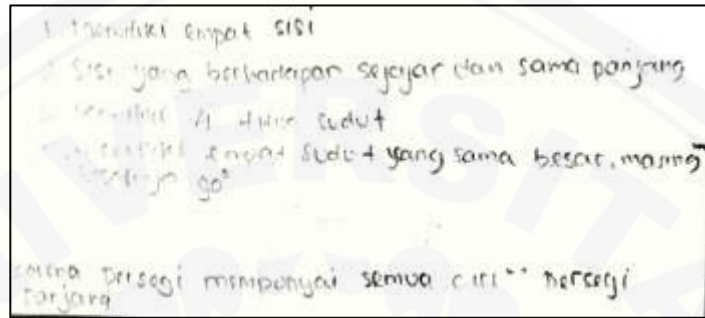 1. Memiliki empat sisi
2. Sisi yang berhadapan sejajar dan sama panjang
memiliki 4 titik sudut
memiliki empat sudut yang sama besar, masing"
90°
karena persegi mempunyai semua ciri" persegi
panjang